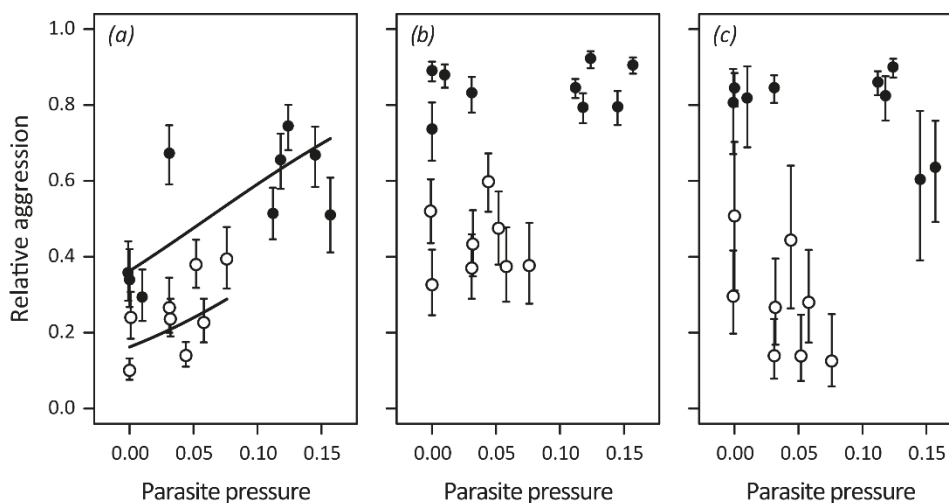 (a) (b) (c)
1.0
0.8
0.6
0.4
0.2
0.0
Relative aggression
0.00 0.05 0.10 0.15 0.00 0.05 0.10 0.15 0.00 0.05 0.10 0.15
Parasite pressure Parasite pressure Parasite pressure